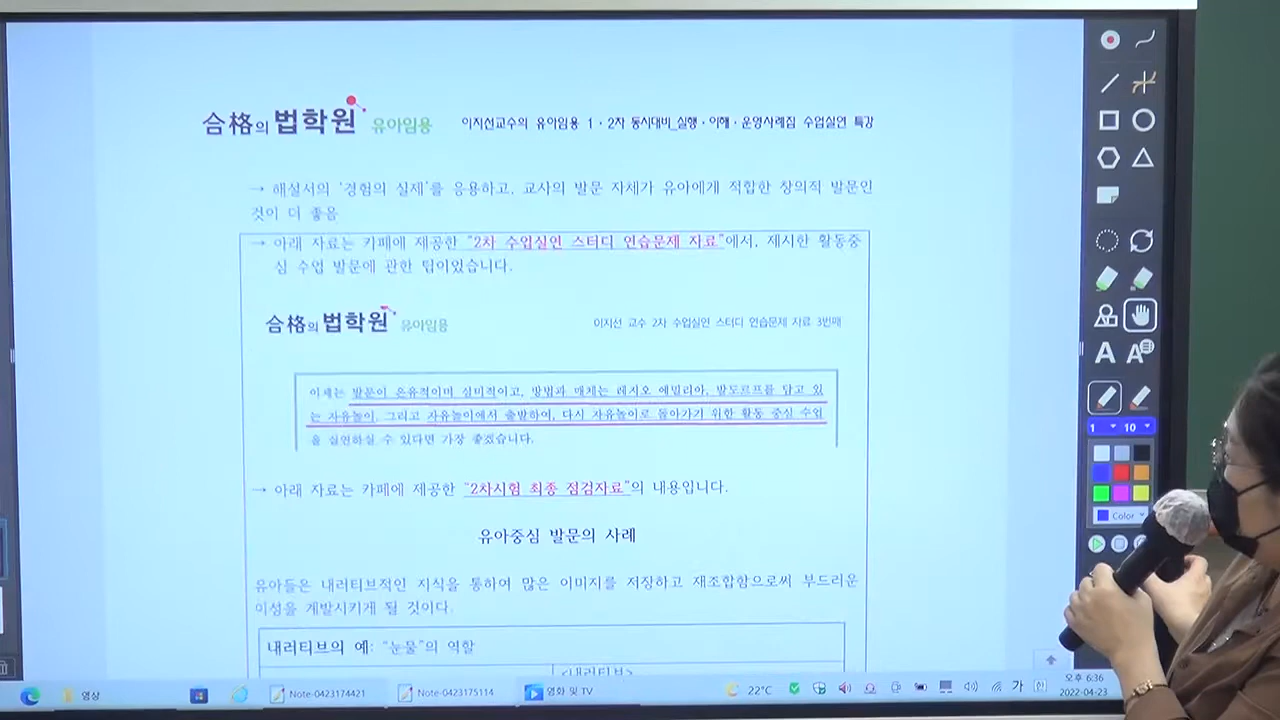 合格의 법학원 유아임용 이지선교수의 유아임용 1·2차 동시대비_실행·이해·운영사례집 수업실연 특강
→ 해설서의 '경험의 실제'를 응용하고, 교사의 발문 자체가 유아에게 적합한 창의적 발문인
것이 더 좋음
→ 아래 자료는 카페에 제공한 "2차 수업실연 스터디 연습문제 자료"에서, 제시한 활동중
심 수업 발문에 관한 팁이었습니다.
合格의 법학원 유아임용 이지선 교수 2차 수업실연 스터디 연습문제 자료 3번째
이제는 발문이 은유적이며 심미적이고, 방법과 매체는 레지오 에밀리아, 발도르프를 담고 있
는 자유놀이, 그리고 자유놀이에서 출발하여, 다시 자유놀이로 돌아가기 위한 활동 중심 수업
을 실연하실 수 있다면 가장 좋겠습니다.
→ 아래 자료는 카페에 제공한 "2차시험 최종 점검자료"의 내용입니다.
유아중심 발문의 사례
유아들은 내러티브적인 지식을 통하여 많은 이미지를 저장하고 재조합함으로써 부드러운
이성을 계발시키게 될 것이다.
내러티브의 예: "눈물"의 역할
<내러티브>
A A
1 10
Color
영상 Note-0423174421 Note-0423175114 영화 및 TV 22°C 가 오후 6:36
2022-04-23